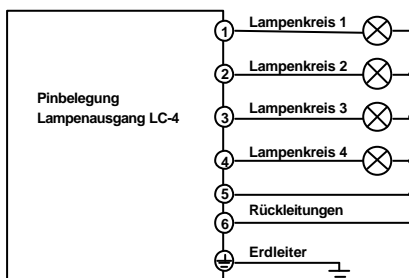 1 Lampenkreis 1
2 Lampenkreis 2
Pinbelegung
Lampenausgang LC-4
3 Lampenkreis 3
4 Lampenkreis 4
5
6 Rückleitungen
Erdleiter